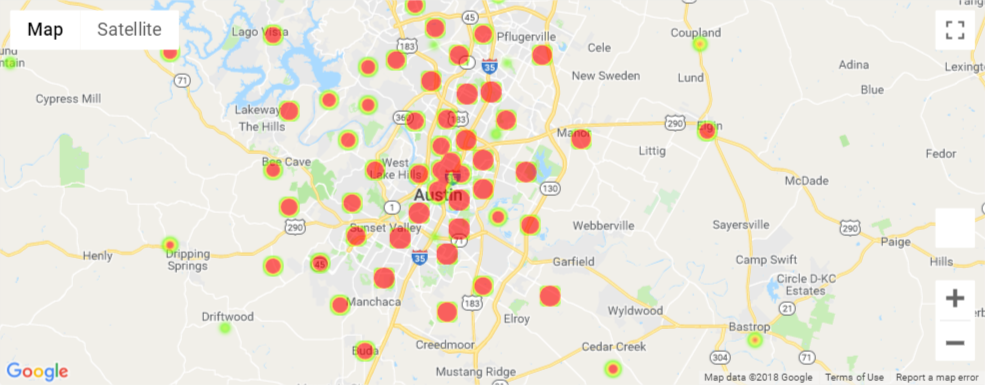 Map
Satellite
Lago Vista
45
Pflugerville
Coupland
183
Cele
35
Adina
71
New Sweden
Lund
Blue
Cypress Mill
Lakeway
The Hills
360
183
290
Elgin
Manor
Littig
Fedor
Bee Cave
West
Lake Hills
McDade
130
Austin
1
290
Sunset Valley
Webberville
Sayersville
290
Paige
71
Henly
Dripping
Springs
35
Garfield
Camp Swift
Hills
45
Circle D-KC
Estates
Manchaca
183
Elroy
Wyldwood
21
Driftwood
Bastrop
Buda
Creedmoor
Cedar Creek
304
71
Mustang Ridge
Google
Map data ©2018 Google
Terms of Use
Report a map error